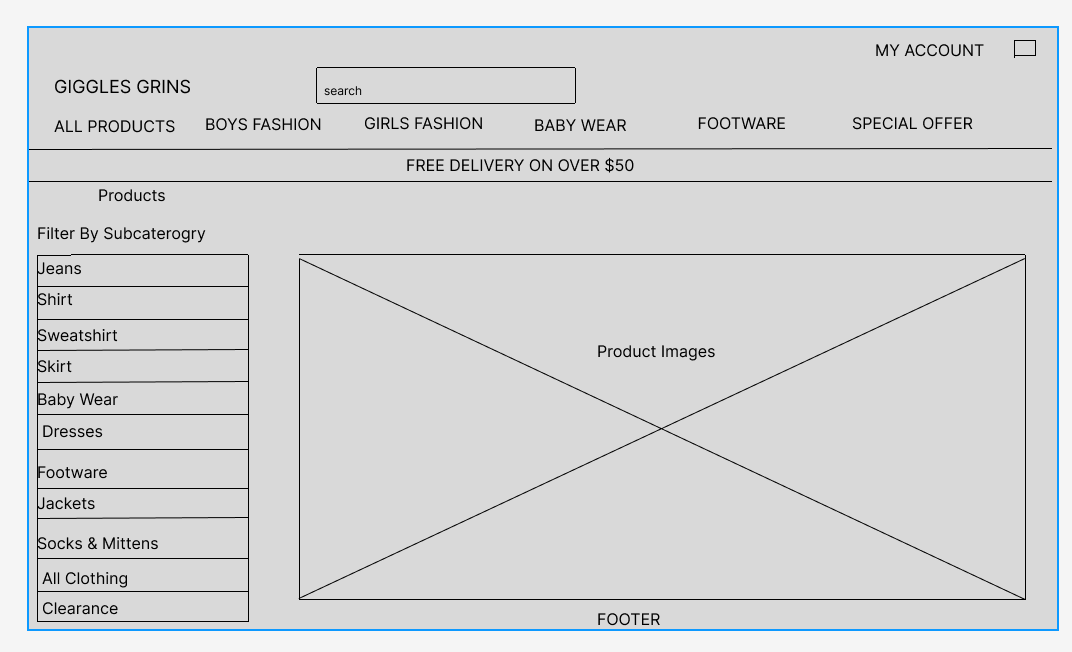 MY ACCOUNT
GIGGLES GRINS
search
ALL PRODUCTS BOYS FASHION GIRLS FASHION BABY WEAR FOOTWARE SPECIAL OFFER
FREE DELIVERY ON OVER $50
Products
Filter By Subcaterogry
Jeans
Shirt
Sweatshirt
Skirt
Baby Wear
Dresses
Footware
Jackets
Socks & Mittens
All Clothing
Clearance
Product Images
FOOTER